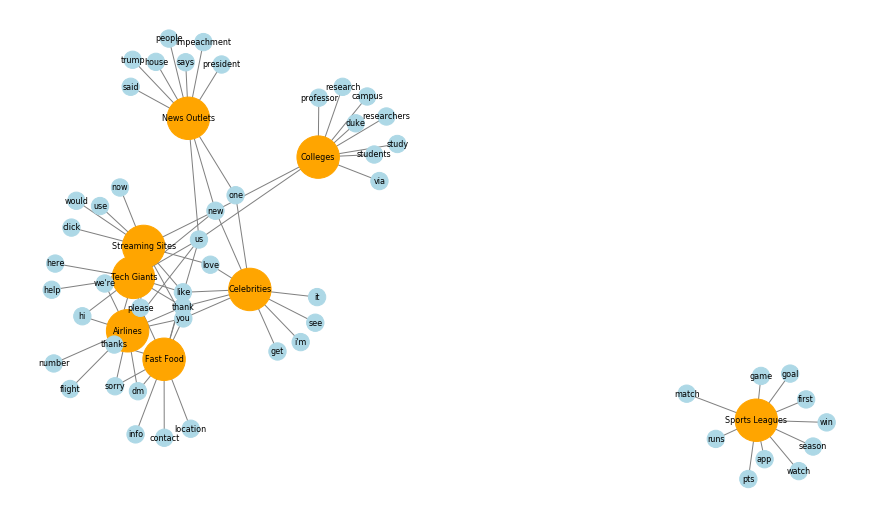 people
impeachment
trump
house
says
president
said
News Outlets
research
professor
campus
researchers
duke
study
students
Colleges
via
now
one
would
use
new
click
us
Streaming Sites
here
love
Tech Giants
we're
help
like
Celebrities
it
please
thank
you
hi
see
Airlines
i'm
thanks
get
number
Fast Food
flight
sorry
dm
info
contact
location
game
goal
match
first
Sports Leagues
win
runs
season
app
watch
pts